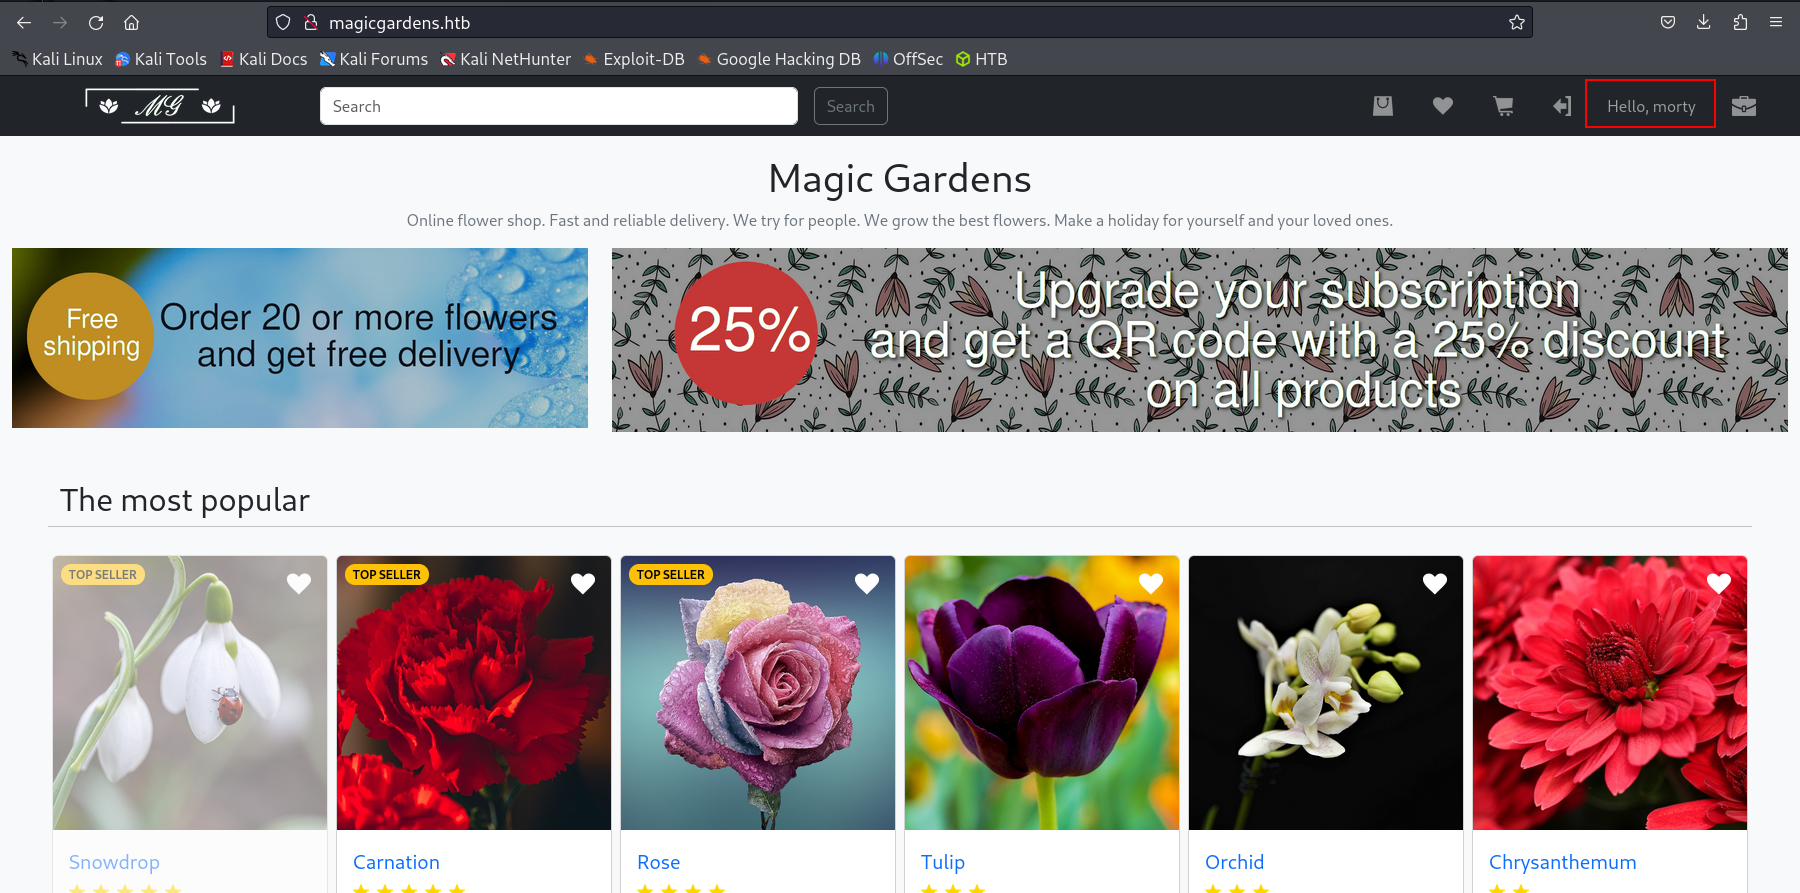 magicgardens.htb
Kali Linux Kali Tools Kali Docs Kali Forums Kali NetHunter Exploit-DB Google Hacking DB OffSec HTB
MG
Search
Search
Hello, morty
Magic Gardens
Online flower shop. Fast and reliable delivery. We try for people. We grow the best flowers. Make a holiday for yourself and your loved ones.
Free
shipping
Order 20 or more flowers
and get free delivery
25%
Upgrade your subscription
and get a QR code with a 25% discount
on all products
The most popular
TOP SELLER
TOP SELLER
TOP SELLER
Snowdrop
Carnation
Rose
Tulip
Orchid
Chrysanthemum